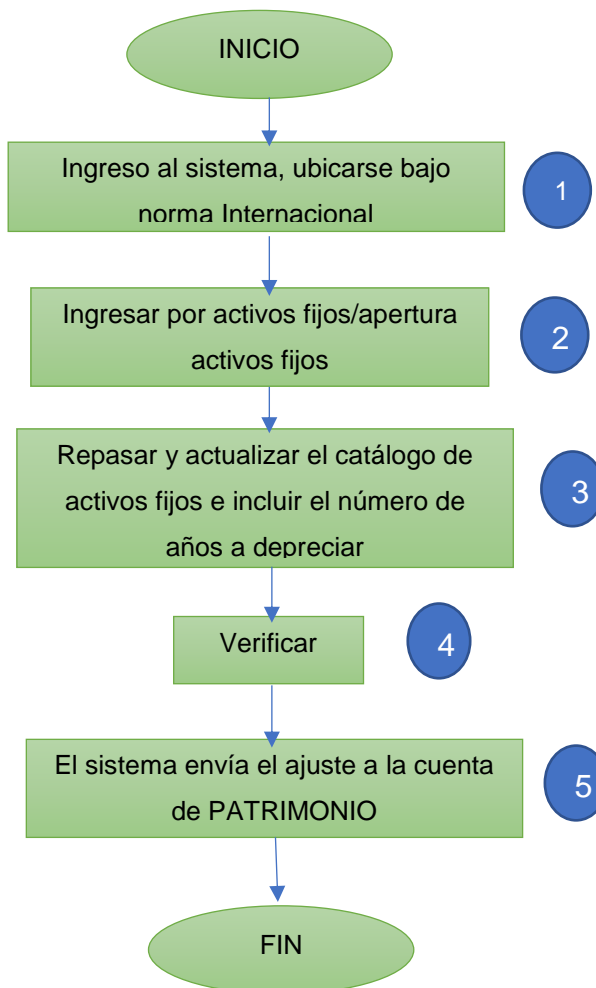 INICIO
Ingreso al sistema, ubicarse bajo
norma Internacional
1
Ingresar por activos fijos/apertura
activos fijos
2
Repasar y actualizar el catálogo de
activos fijos e incluir el número de
años a depreciar
3
Verificar
4
El sistema envía el ajuste a la cuenta
de PATRIMONIO
5
FIN